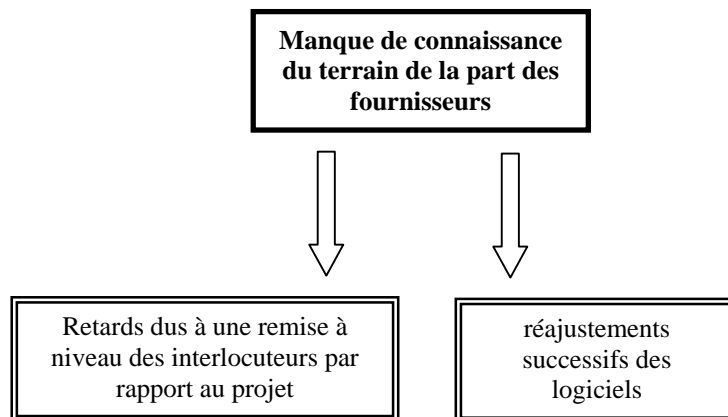 Manque de connaissance
du terrain de la part des
fournisseurs
Retards dus à une remise à
niveau des interlocuteurs par
rapport au projet
réajustements
successifs des
logiciels